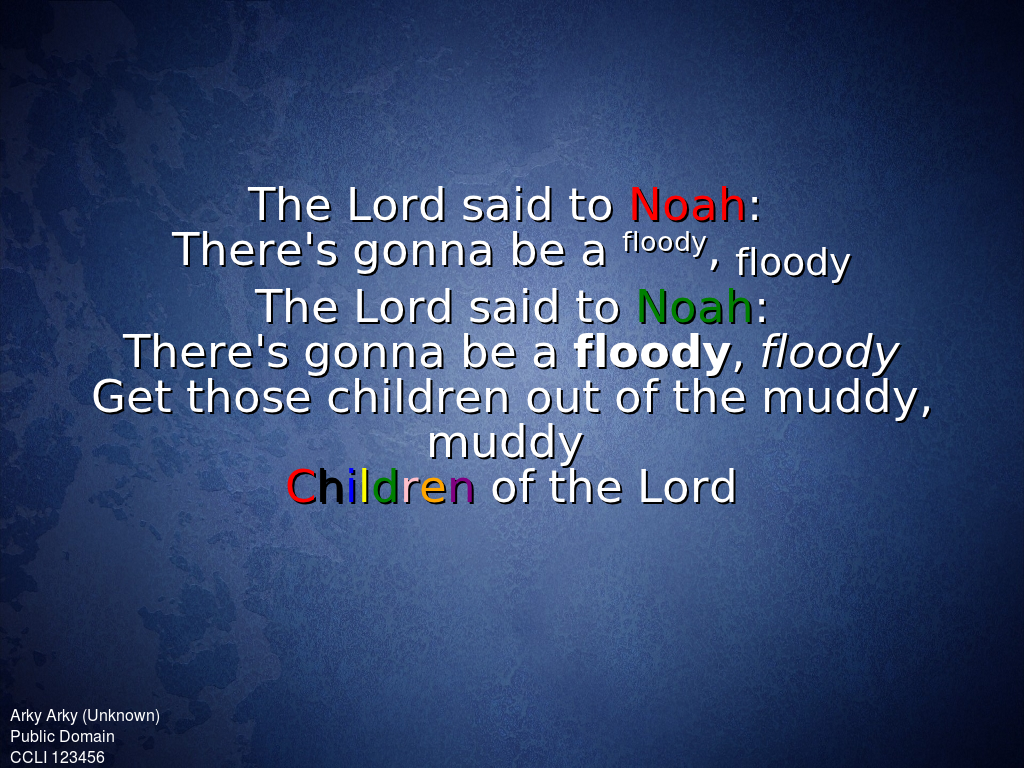 The Lord said to Noah:
There's gonna be a floody, floody
The Lord said to Noah:
There's gonna be a floody, floody
Get those children out of the muddy,
muddy
Children of the Lord
Arky Arky (Unknown)
Public Domain
CCLI 123456